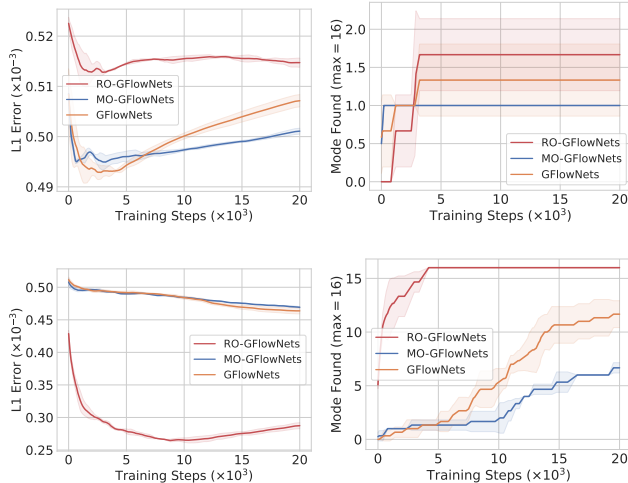 L1 Error (×10⁻³)
0.52
0.51
0.50
0.49
RO-GFlowNets
MO-GFlowNets
GFlowNets
0 5 10 15 20
Training Steps (×10³)
Mode Found (max = 16)
2.0
1.5
1.0
0.5
0.0
RO-GFlowNets
MO-GFlowNets
GFlowNets
0 5 10 15 20
Training Steps (×10³)
L1 Error (×10⁻³)
0.50
0.45
0.40
0.35
0.30
0.25
RO-GFlowNets
MO-GFlowNets
GFlowNets
0 5 10 15 20
Training Steps (×10³)
Mode Found (max = 16)
15
10
5
0
RO-GFlowNets
MO-GFlowNets
GFlowNets
0 5 10 15 20
Training Steps (×10³)